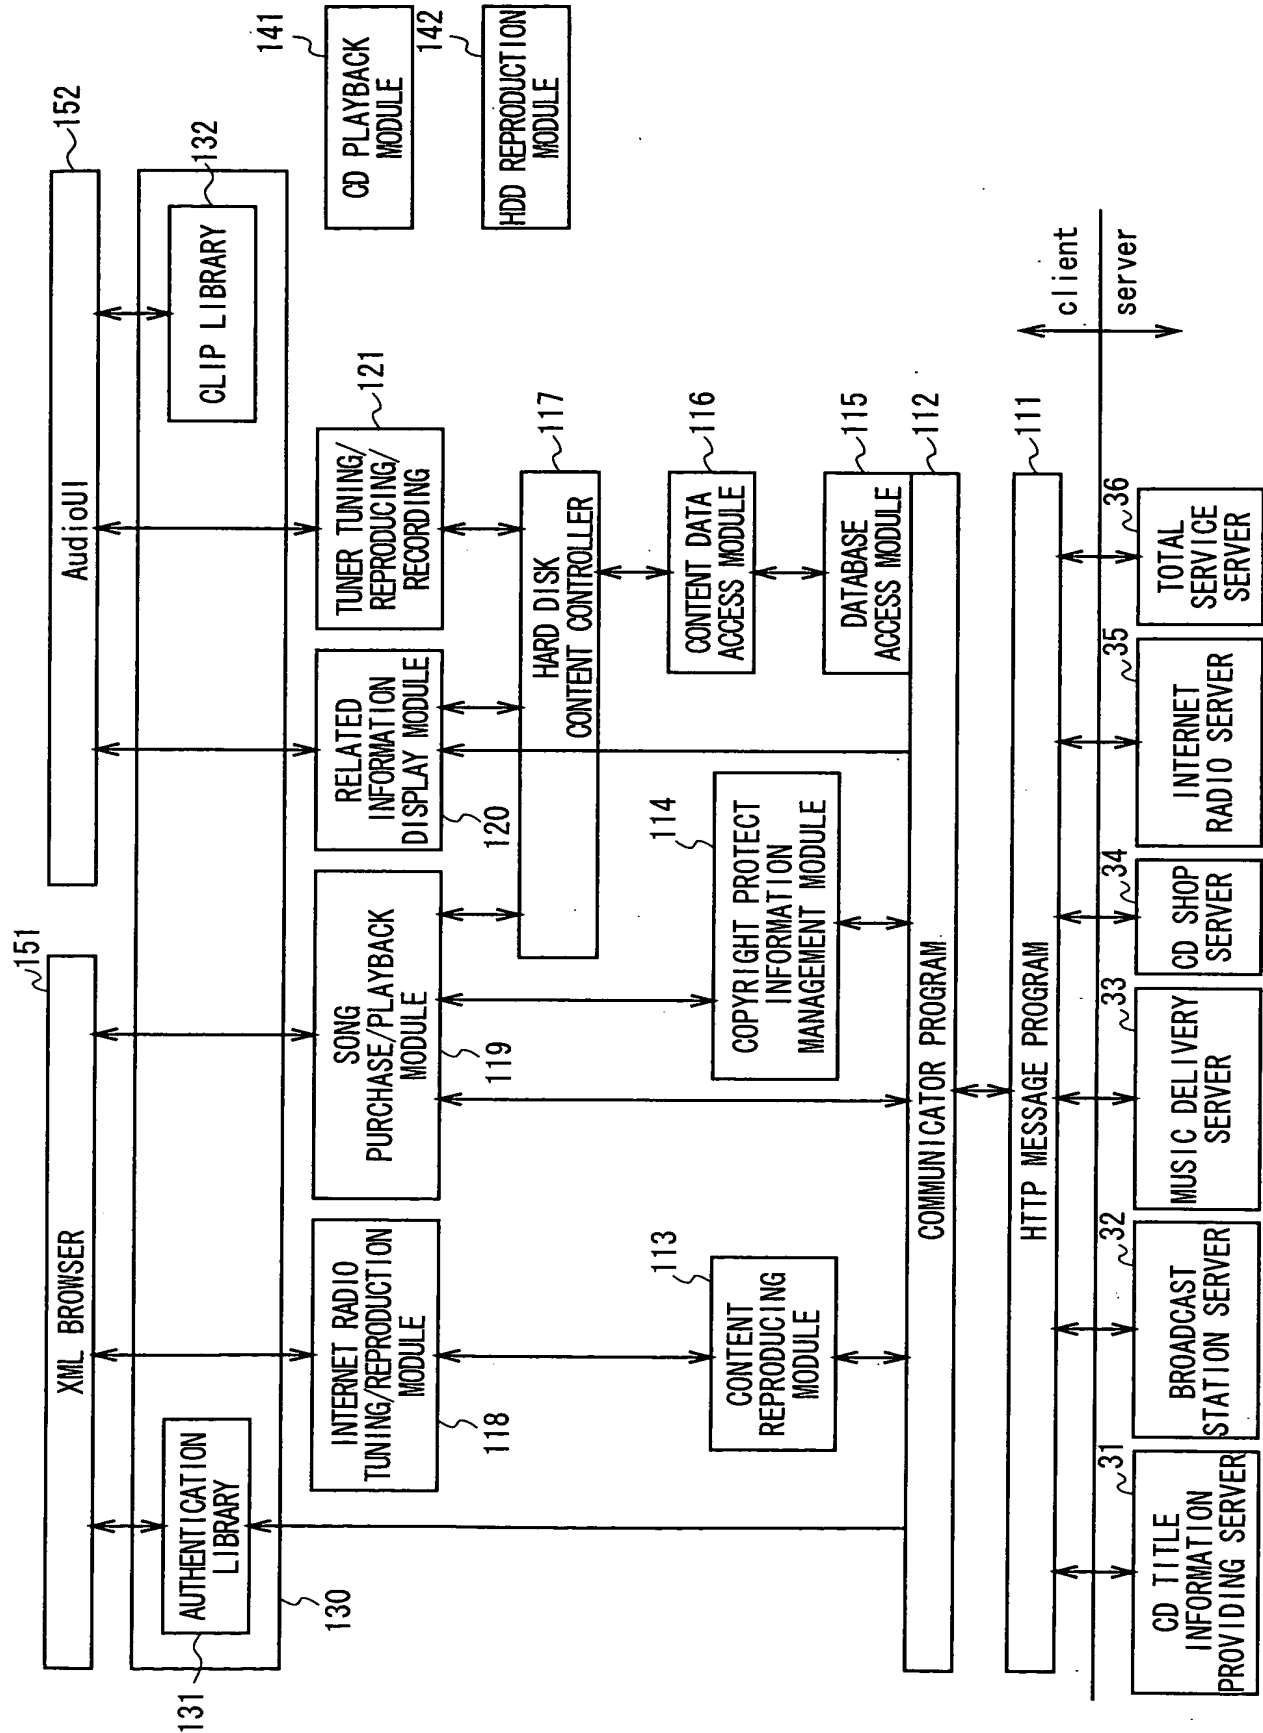 151
XML BROWSER
152
AudioUI
131
AUTHENTICATION
LIBRARY
130
132
CLIP LIBRARY
INTERNET RADIO
TUNING/REPRODUCTION
MODULE
118
SONG
PURCHASE/PLAYBACK
MODULE
119
RELATED
INFORMATION
DISPLAY MODULE
120
TUNER TUNING/
REPRODUCING/
RECORDING
121
CD PLAYBACK
MODULE
141
HDD REPRODUCTION
MODULE
142
HARD DISK
CONTENT CONTROLLER
117
CONTENT
REPRODUCING
MODULE
113
COPYRIGHT PROTECT
INFORMATION
MANAGEMENT MODULE
114
CONTENT DATA
ACCESS MODULE
116
DATABASE
ACCESS MODULE
115
COMMUNICATOR PROGRAM
112
HTTP MESSAGE PROGRAM
111
client
server
CD TITLE
INFORMATION
PROVIDING SERVER
31
BROADCAST
STATION SERVER
32
MUSIC DELIVERY
SERVER
33
CD SHOP
SERVER
34
INTERNET
RADIO SERVER
35
TOTAL
SERVICE
SERVER
36